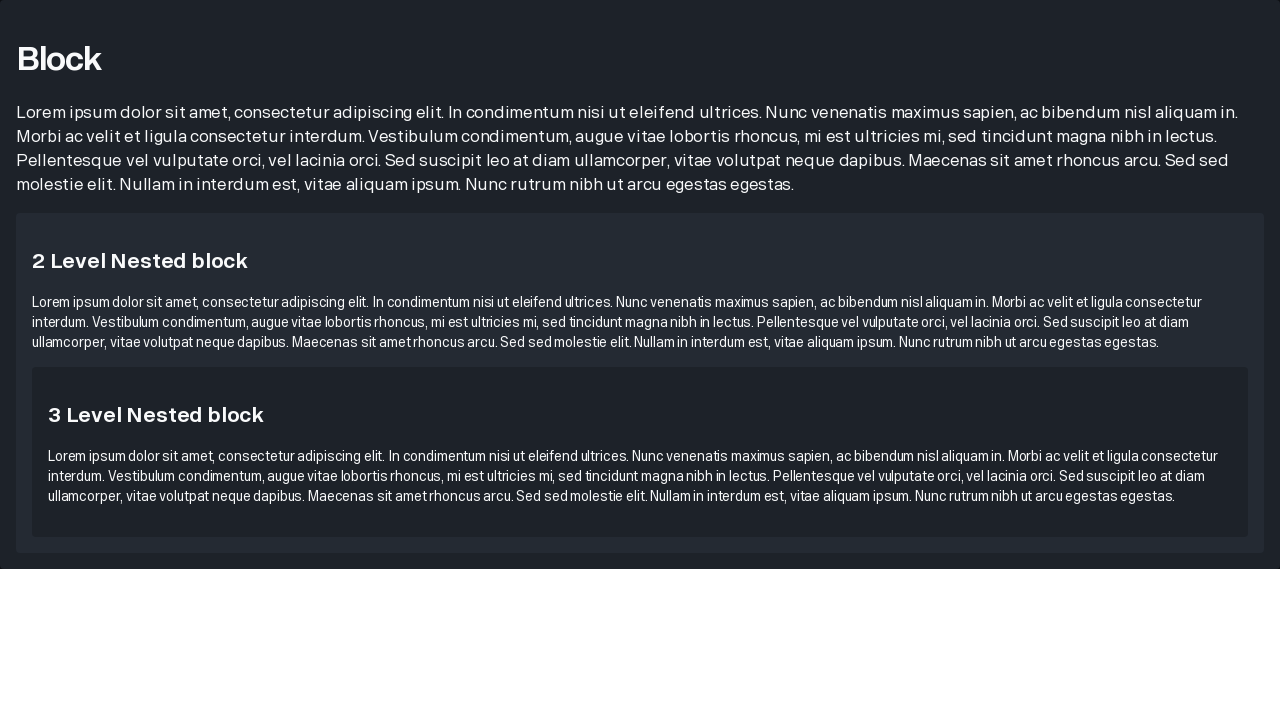 Block
Lorem ipsum dolor sit amet, consectetur adipiscing elit. In condimentum nisi ut eleifend ultrices. Nunc venenatis maximus sapien, ac bibendum nisl aliquam in.
Morbi ac velit et ligula consectetur interdum. Vestibulum condimentum, augue vitae lobortis rhoncus, mi est ultricies mi, sed tincidunt magna nibh in lectus.
Pellentesque vel vulputate orci, vel lacinia orci. Sed suscipit leo at diam ullamcorper, vitae volutpat neque dapibus. Maecenas sit amet rhoncus arcu. Sed sed
molestie elit. Nullam in interdum est, vitae aliquam ipsum. Nunc rutrum nibh ut arcu egestas egestas.
2 Level Nested block
Lorem ipsum dolor sit amet, consectetur adipiscing elit. In condimentum nisi ut eleifend ultrices. Nunc venenatis maximus sapien, ac bibendum nisl aliquam in. Morbi ac velit et ligula consectetur
interdum. Vestibulum condimentum, augue vitae lobortis rhoncus, mi est ultricies mi, sed tincidunt magna nibh in lectus. Pellentesque vel vulputate orci, vel lacinia orci. Sed suscipit leo at diam
ullamcorper, vitae volutpat neque dapibus. Maecenas sit amet rhoncus arcu. Sed sed molestie elit. Nullam in interdum est, vitae aliquam ipsum. Nunc rutrum nibh ut arcu egestas egestas.
3 Level Nested block
Lorem ipsum dolor sit amet, consectetur adipiscing elit. In condimentum nisi ut eleifend ultrices. Nunc venenatis maximus sapien, ac bibendum nisl aliquam in. Morbi ac velit et ligula consectetur
interdum. Vestibulum condimentum, augue vitae lobortis rhoncus, mi est ultricies mi, sed tincidunt magna nibh in lectus. Pellentesque vel vulputate orci, vel lacinia orci. Sed suscipit leo at diam
ullamcorper, vitae volutpat neque dapibus. Maecenas sit amet rhoncus arcu. Sed sed molestie elit. Nullam in interdum est, vitae aliquam ipsum. Nunc rutrum nibh ut arcu egestas egestas.